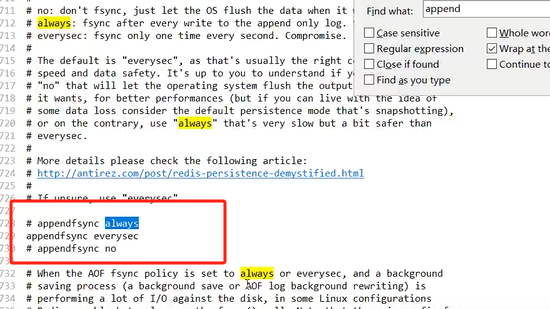 711 # no: don't fsync, just let the OS flush the data when it
712 # always: fsync after every write to the append only log.
713 # everysec: fsync only one time every second. Compromise.
714 #
715 # The default is "everysec", as that's usually the right
716 # speed and data safety. It's up to you to understand if
717 # "no" that will let the operating system flush the output
718 # it wants, for better performances (but if you can live with the idea of
719 # some data loss consider the default persistence mode that's snapshotting),
720 # or on the contrary, use "always" that's very slow but a bit safer than
721 # everysec.
722 #
723 # More details please check the following article:
724 # http://antirez.com/post/redis-persistence-demystified.html
725 #
# If unsure, use "everysec"
# appendfsync always
appendfsync everysec
# appendfsync no
732 # When the AOF fsync policy is set to always or everysec, and a background
733 # saving process (a background save or AOF log background rewriting) is
734 # performing a lot of I/O against the disk, in some Linux configurations
Find what: append
Case sensitive
Whole wor
Regular expression
Wrap at the
Close if found
Continue to
Find as you type